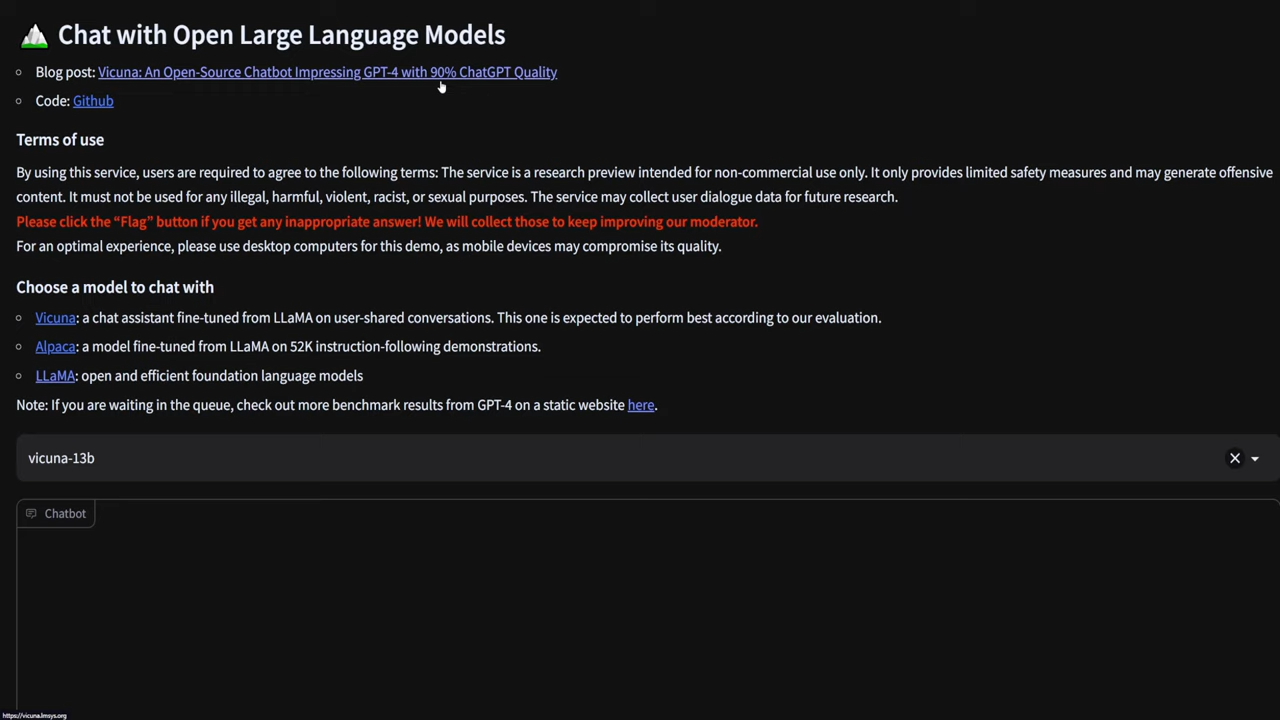 Chat with Open Large Language Models
Blog post: Vicuna: An Open-Source Chatbot Impressing GPT-4 with 90% ChatGPT Quality
Code: Github
Terms of use
By using this service, users are required to agree to the following terms: The service is a research preview intended for non-commercial use only. It only provides limited safety measures and may generate offensive
content. It must not be used for any illegal, harmful, violent, racist, or sexual purposes. The service may collect user dialogue data for future research.
Please click the “Flag” button if you get any inappropriate answer! We will collect those to keep improving our moderator.
For an optimal experience, please use desktop computers for this demo, as mobile devices may compromise its quality.
Choose a model to chat with
Vicuna: a chat assistant fine-tuned from LLaMA on user-shared conversations. This one is expected to perform best according to our evaluation.
Alpaca: a model fine-tuned from LLaMA on 52K instruction-following demonstrations.
LLaMA: open and efficient foundation language models
Note: If you are waiting in the queue, check out more benchmark results from GPT-4 on a static website here.
vicuna-13b
Chatbot
https://vicuna.lmsys.org